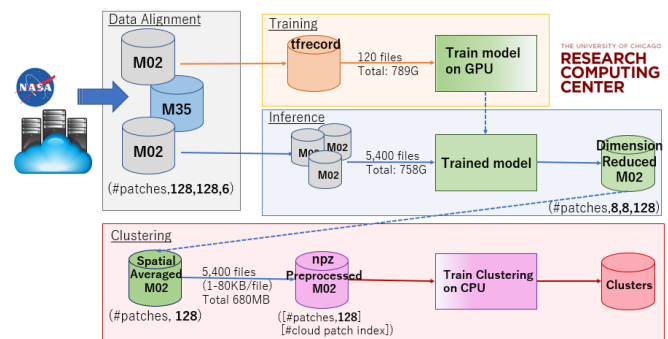 Data Alignment
M02
M35
M02
(#patches,128,128,6)
NASA
Training
tfrecord
120 files
Total: 789G
Train model
on GPU
THE UNIVERSITY OF CHICAGO
RESEARCH
COMPUTING
CENTER
Inference
M02
M02
M02
5,400 files
Total: 758G
Trained model
Dimension
Reduced
M02
(#patches,8,8,128)
Clustering
Spatial
Averaged
M02
(#patches, 128)
5,400 files
(1-80KB/file)
Total 680MB
npz
Preprocessed
M02
([#patches,128]
[#cloud patch index])
Train Clustering
on CPU
Clusters